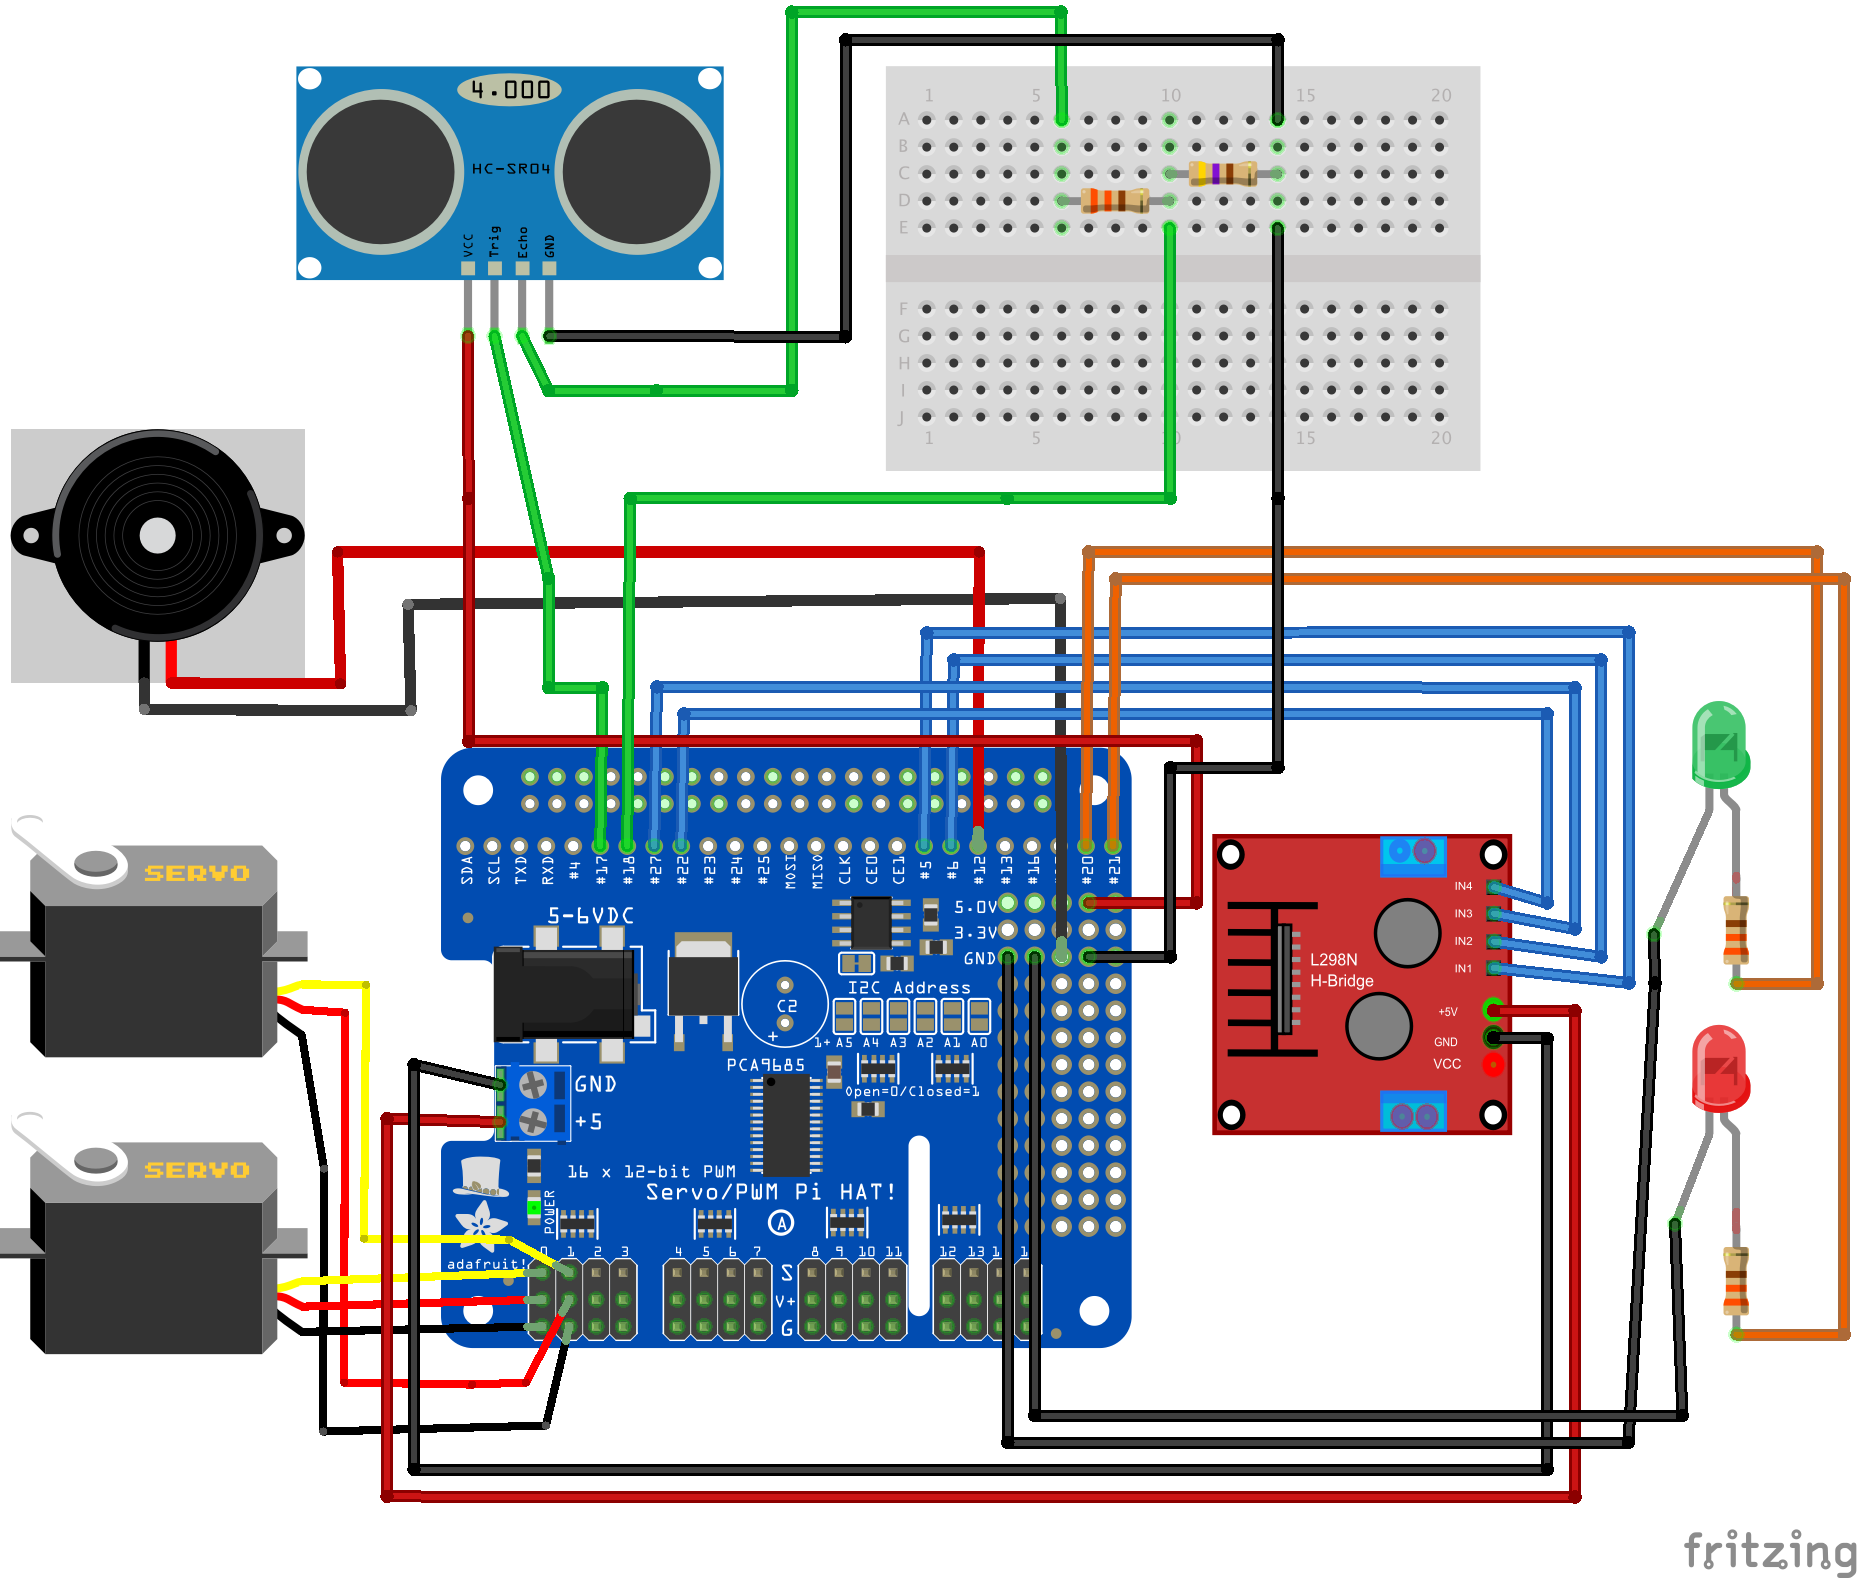 4.000
HC-SR04
VCC Trig Echo GND
1 5 10 15 20
A
B
C
D
E
F
G
H
I
J
1 5 15 20
SDA SCL TXD RXD #4 #17 #18 #27 #22 #23 #24 #25 MOSI MISO CLK CE0 CE1 #5 #6 #12 #13 #16 #20 #21
5-6VDC
5.0V
3.3V
GND
C2
+
I2C Address
1+ A5 A4 A3 A2 A1 A0
PCA9685
Open=0/Closed=1
GND
+5
16 x 12-bit PWM
Servo/PWM Pi HAT!
POWER
A
adafruit!
0 1 2 3 4 5 6 7 8 9 10 11 12 13 1 1
S
V+
G
SERVO
SERVO
IN4
IN3
IN2
IN1
L298N
H-Bridge
+5V
GND
VCC
fritzing